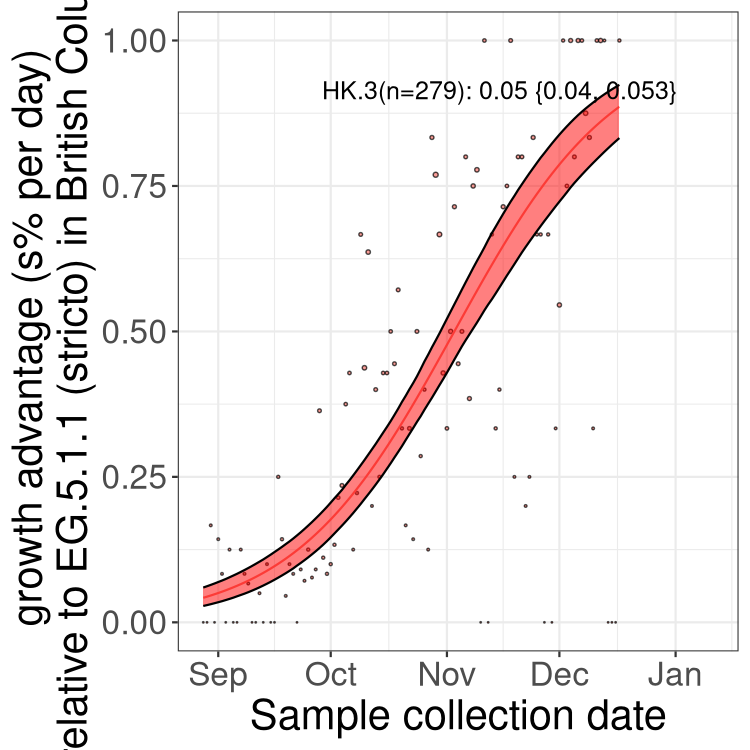 growth advantage (s% per day)
relative to EG.5.1.1 (stricto) in British Colu
1.00
0.75
0.50
0.25
0.00
HK.3(n=279): 0.05 {0.04, 0.053}
Sep Oct Nov Dec Jan
Sample collection date